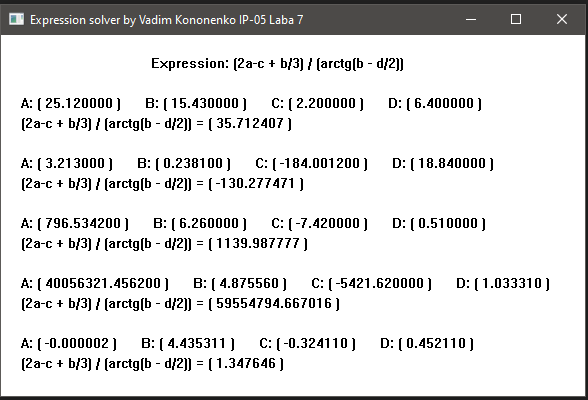 Expression solver by Vadim Kononenko IP-05 Laba 7
Expression: (2a-c + b/3) / (arctg(b - d/2))
A: ( 25.120000 ) B: ( 15.430000 ) C: ( 2.200000 ) D: ( 6.400000 )
(2a-c + b/3) / (arctg(b - d/2)) = ( 35.712407 )
A: ( 3.213000 ) B: ( 0.238100 ) C: ( -184.001200 ) D: ( 18.840000 )
(2a-c + b/3) / (arctg(b - d/2)) = ( -130.277471 )
A: ( 796.534200 ) B: ( 6.260000 ) C: ( -7.420000 ) D: ( 0.510000 )
(2a-c + b/3) / (arctg(b - d/2)) = ( 1139.987777 )
A: ( 40056321.456200 ) B: ( 4.875560 ) C: ( -5421.620000 ) D: ( 1.033310 )
(2a-c + b/3) / (arctg(b - d/2)) = ( 59554794.667016 )
A: ( -0.000002 ) B: ( 4.435311 ) C: ( -0.324110 ) D: ( 0.452110 )
(2a-c + b/3) / (arctg(b - d/2)) = ( 1.347646 )